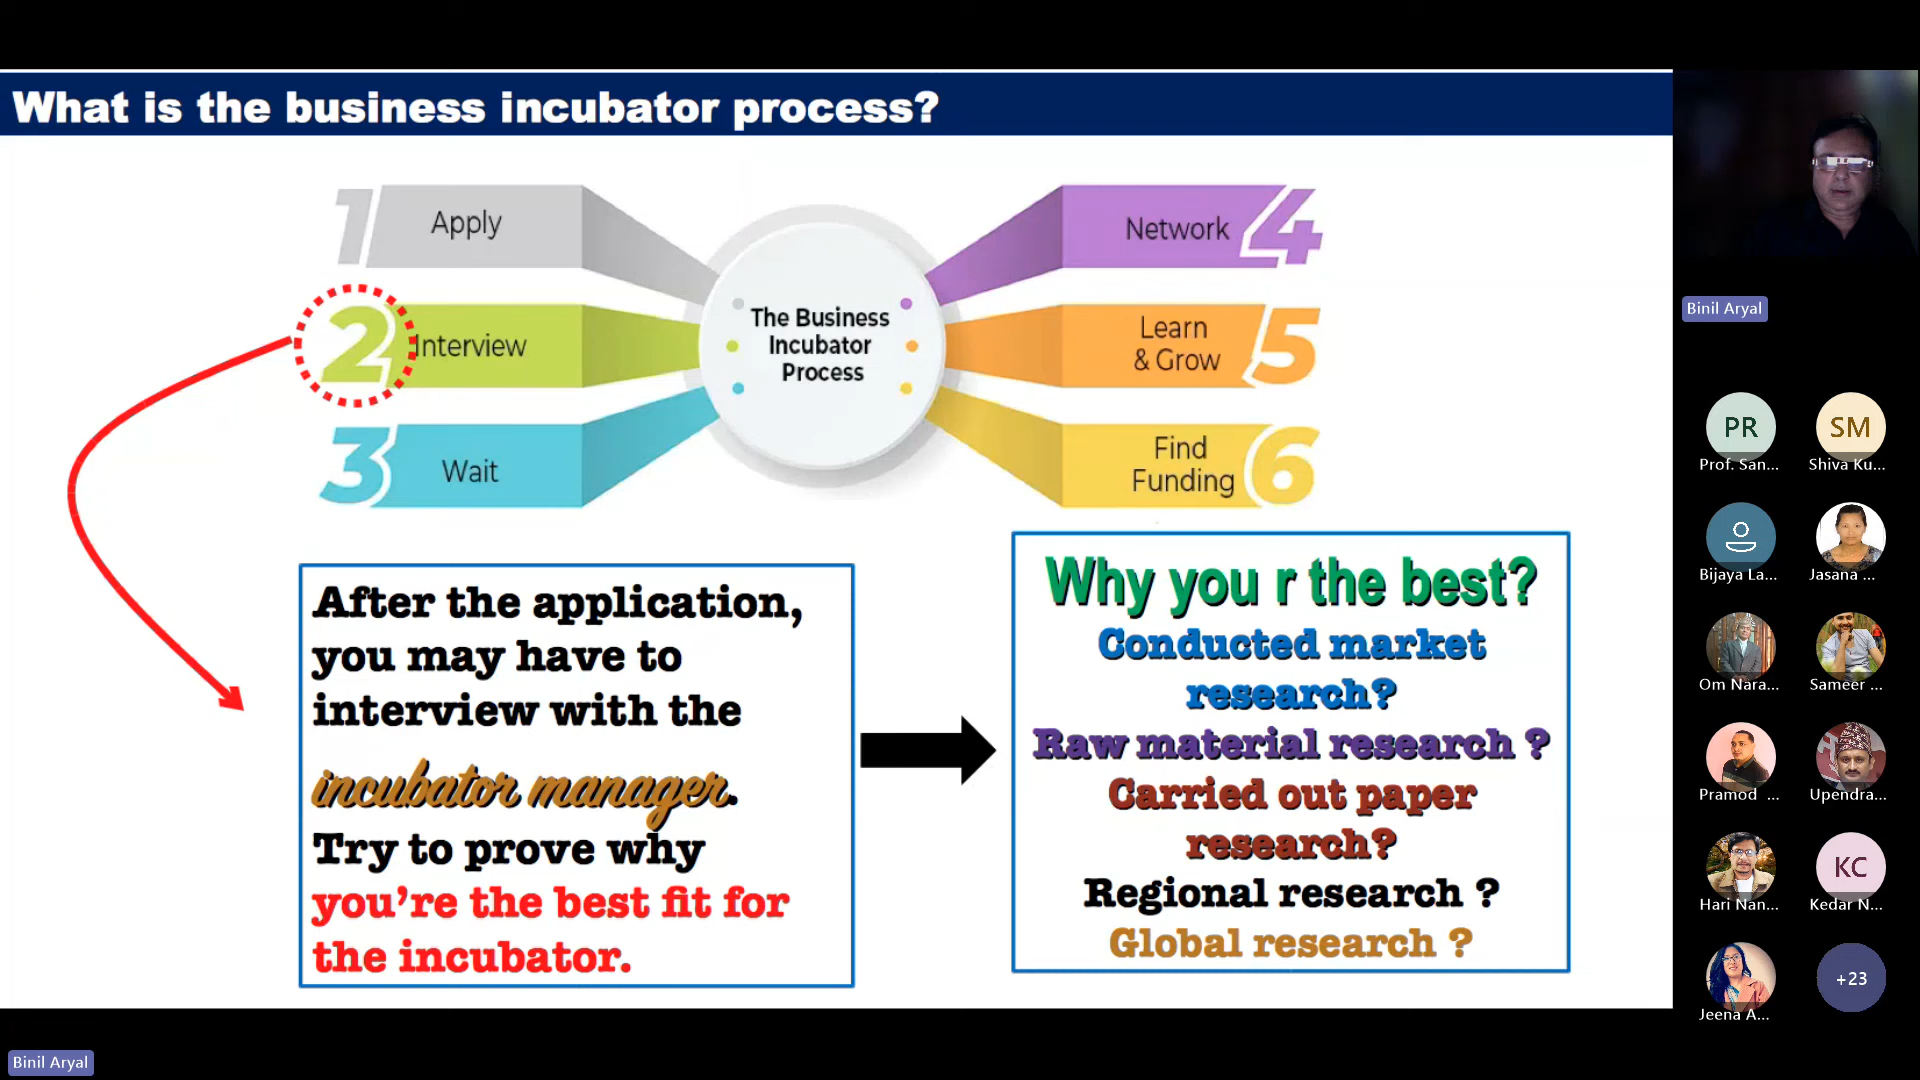 What is the business incubator process?
1 Apply
2 Interview
3 Wait
The Business
Incubator
Process
Network 4
Learn
& Grow 5
Find
Funding 6
After the application,
you may have to
interview with the
incubator manager.
Try to prove why
you’re the best fit for
the incubator.
Why you r the best?
Conducted market
research?
Raw material research ?
Carried out paper
research?
Regional research ?
Global research ?
Binil Aryal
PR
SM
Prof. San...
Shiva Ku...
Bijaya La...
Jasana ...
Om Nara...
Sameer ...
Pramod ...
Upendra...
KC
Hari Nan...
Kedar N...
+23
Jeena A...
Binil Aryal